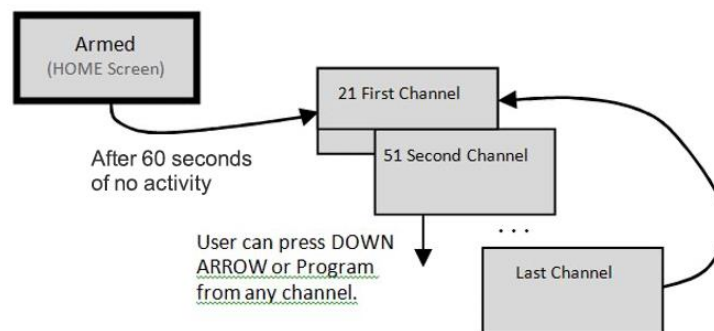 Armed
(HOME Screen)
21 First Channel
After 60 seconds
of no activity
51 Second Channel
. . .
User can press DOWN
ARROW or Program
from any channel.
Last Channel